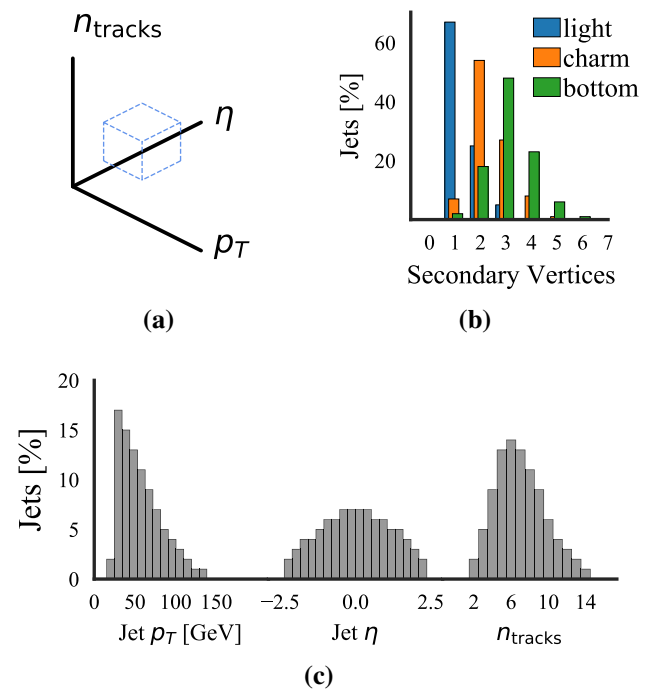 n_tracks
η
p_T
(a)
Jets [%]
60
40
20
light
charm
bottom
0 1 2 3 4 5 6 7
Secondary Vertices
(b)
Jets [%]
20
15
10
5
0
0 50 100 150 −2.5 0.0 2.5 2 6 10 14
Jet p_T [GeV] Jet η n_tracks
(c)